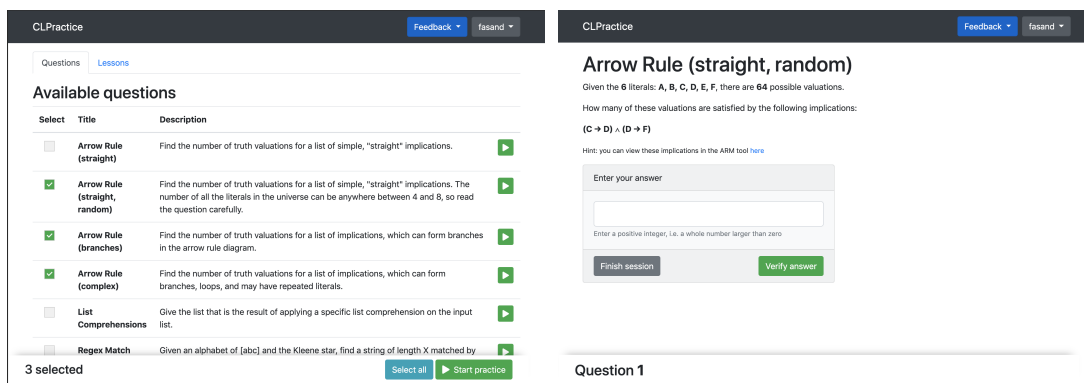 CLPractice
Feedback
fasand
Questions
Lessons
Available questions
Select Title Description
Arrow Rule Find the number of truth valuations for a list of simple, "straight" implications.
(straight)
Arrow Rule Find the number of truth valuations for a list of simple, "straight" implications. The
(straight, number of all the literals in the universe can be anywhere between 4 and 8, so read
random) the question carefully.
Arrow Rule Find the number of truth valuations for a list of implications, which can form branches
(branches) in the arrow rule diagram.
Arrow Rule Find the number of truth valuations for a list of implications, which can form
(complex) branches, loops, and may have repeated literals.
List Give the list that is the result of applying a specific list comprehension on the input
Comprehensions list.
Regex Match Given an alphabet of [abc] and the Kleene star, find a string of length X matched by
3 selected
Select all
Start practice
CLPractice
Feedback
fasand
Arrow Rule (straight, random)
Given the 6 literals: A, B, C, D, E, F, there are 64 possible valuations.
How many of these valuations are satisfied by the following implications:
(C → D) ∧ (D → F)
Hint: you can view these implications in the ARM tool here
Enter your answer
Enter a positive integer, i.e. a whole number larger than zero
Finish session
Verify answer
Question 1